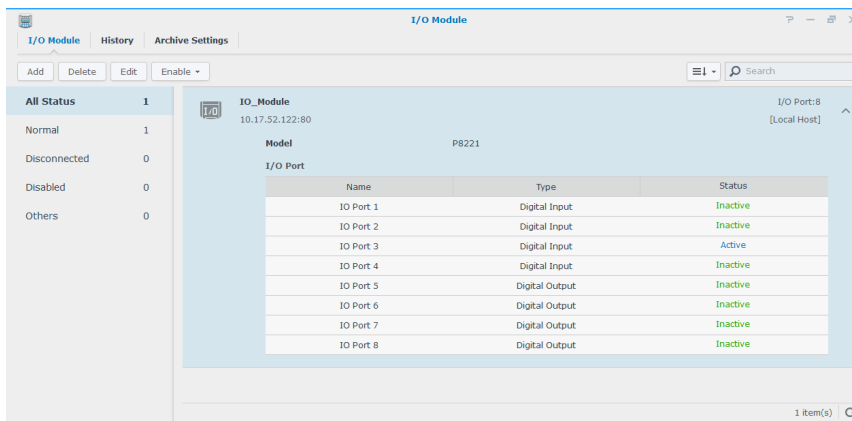 I/O Module
I/O Module History Archive Settings
Add Delete Edit Enable Search
All Status 1
Normal 1
Disconnected 0
Disabled 0
Others 0
I/O
IO_Module I/O Port:8
10.17.52.122:80 [Local Host]
Model P8221
I/O Port
Name Type Status
IO Port 1 Digital Input Inactive
IO Port 2 Digital Input Inactive
IO Port 3 Digital Input Active
IO Port 4 Digital Input Inactive
IO Port 5 Digital Output Inactive
IO Port 6 Digital Output Inactive
IO Port 7 Digital Output Inactive
IO Port 8 Digital Output Inactive
1 item(s)